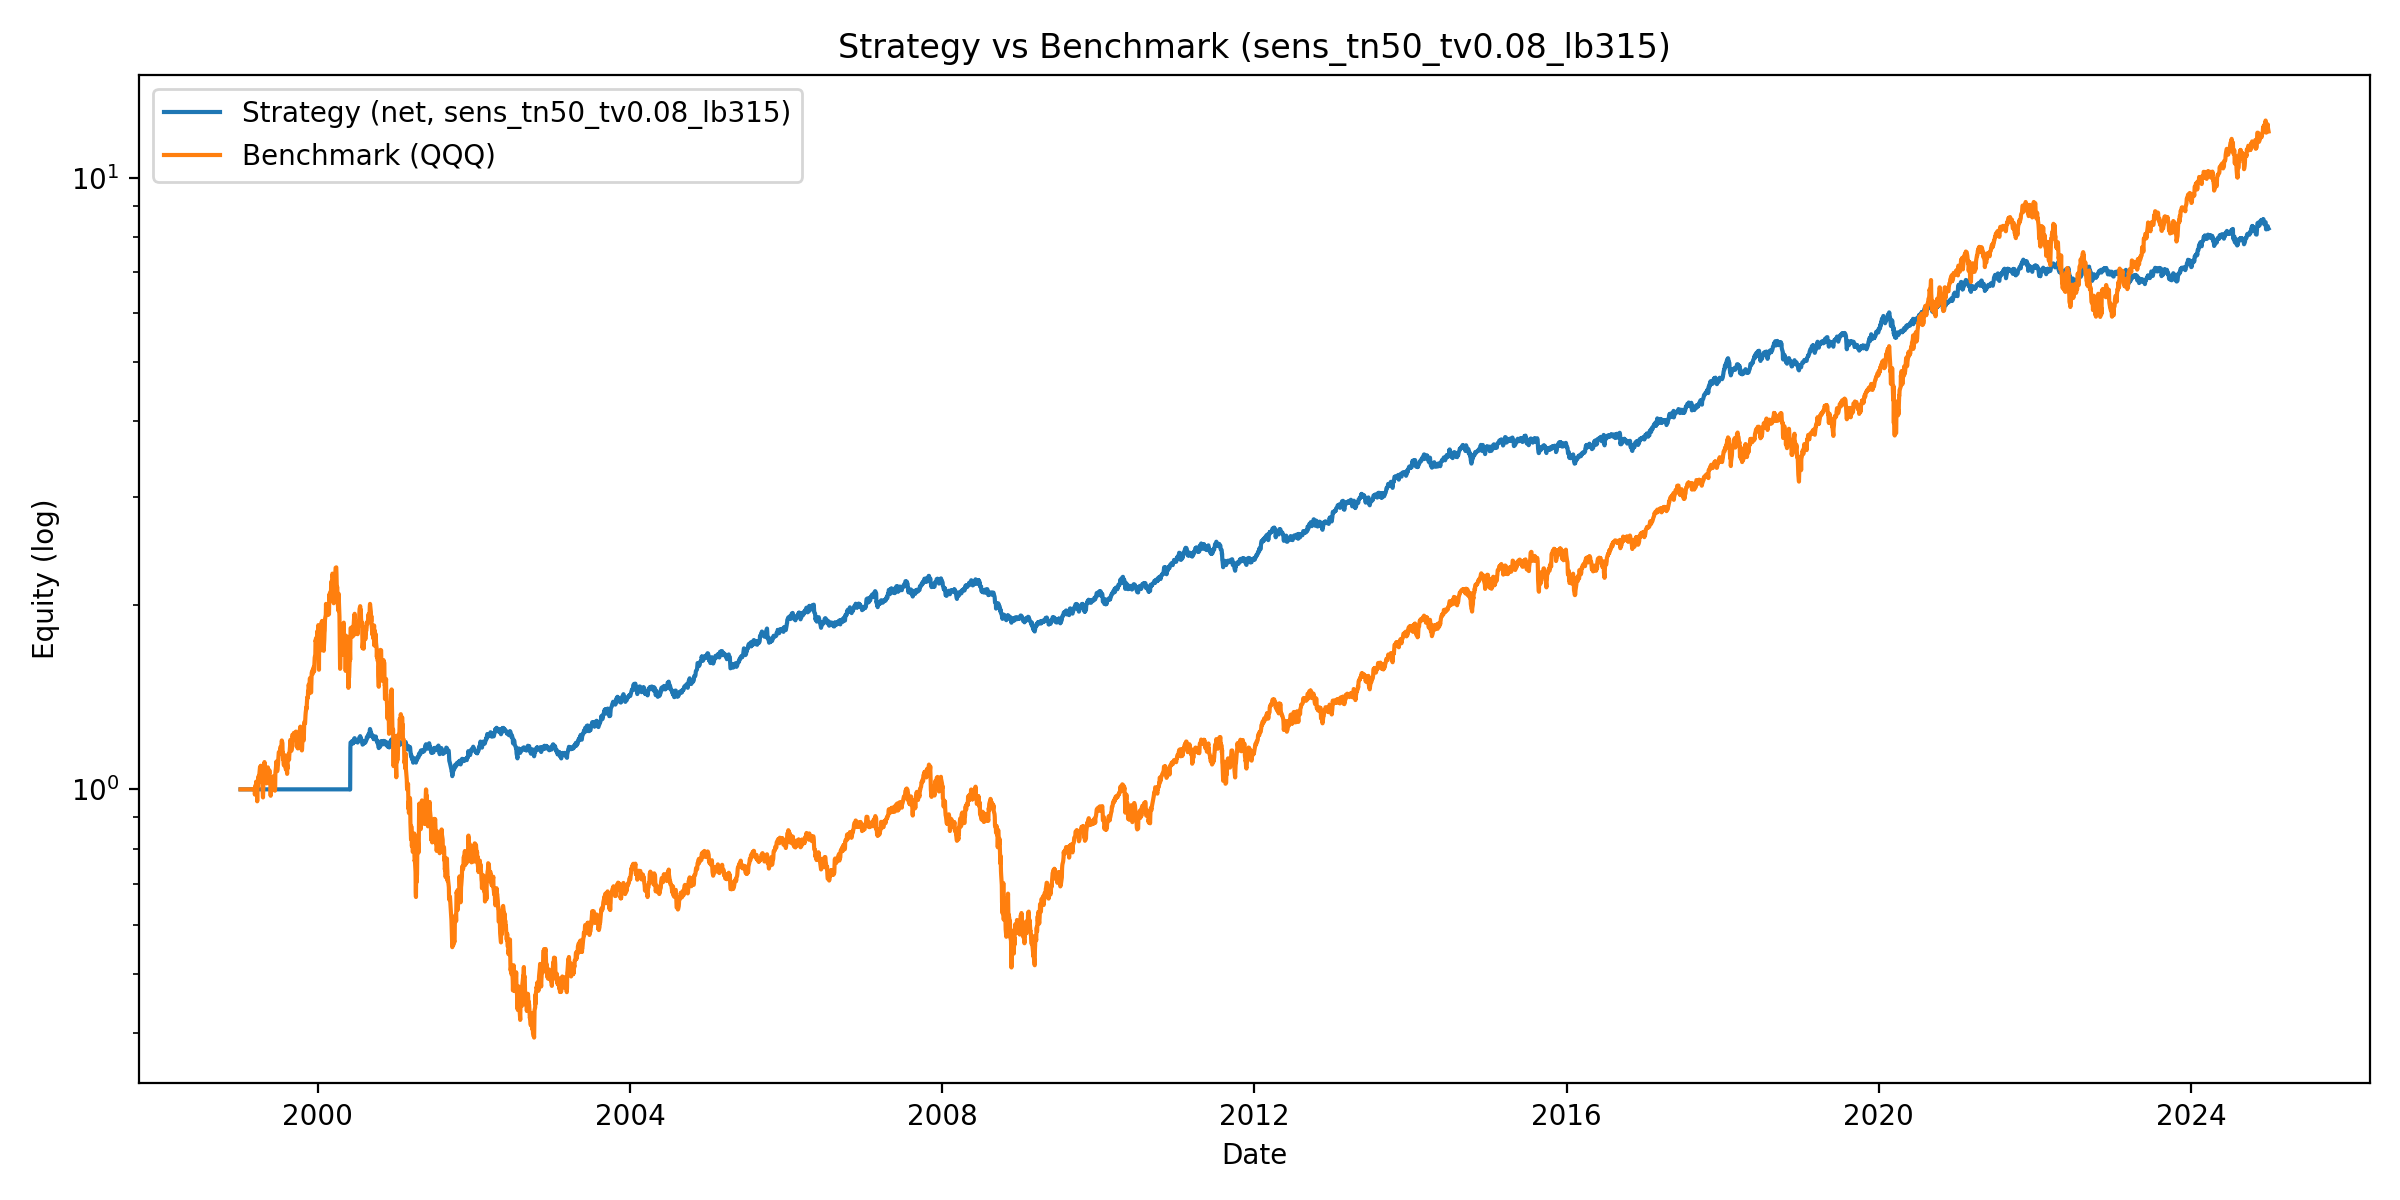 Strategy vs Benchmark (sens_tn50_tv0.08_lb315)
Strategy (net, sens_tn50_tv0.08_lb315)
Benchmark (QQQ)
10¹
10⁰
Equity (log)
2000 2004 2008 2012 2016 2020 2024
Date